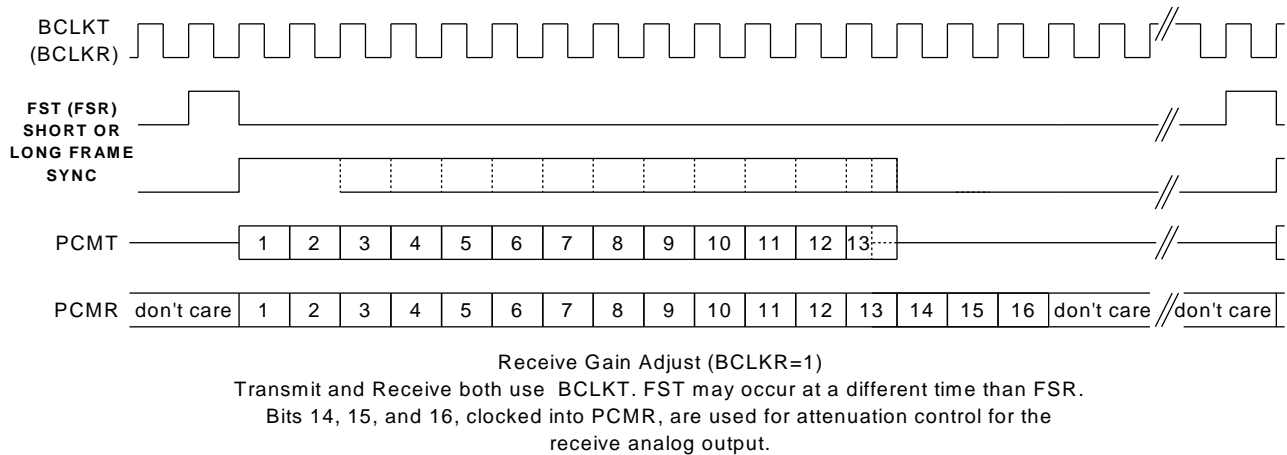 BCLKT
(BCLKR)
FST (FSR)
SHORT OR
LONG FRAME
SYNC
PCMT 1 2 3 4 5 6 7 8 9 10 11 12 13
PCMR don't care 1 2 3 4 5 6 7 8 9 10 11 12 13 14 15 16 don't care don't care
Receive Gain Adjust (BCLKR=1)
Transmit and Receive both use BCLKT. FST may occur at a different time than FSR.
Bits 14, 15, and 16, clocked into PCMR, are used for attenuation control for the
receive analog output.